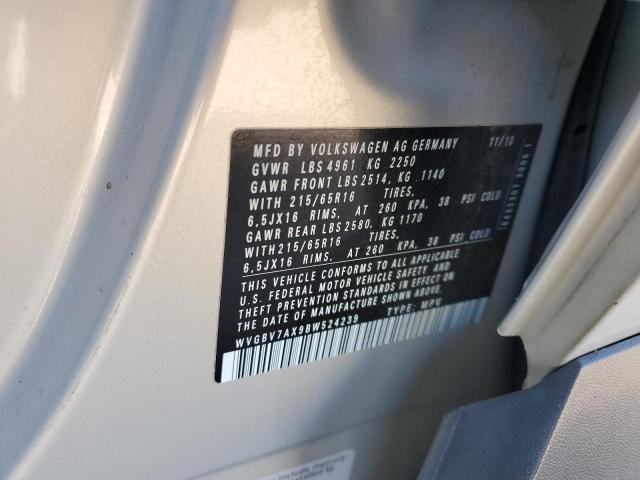 MFD BY VOLKSWAGEN AG GERMANY 11/10
GVWR LBS 4961 KG 2250
GAWR FRONT LBS 2514, KG 1140
WITH 215/65R16 TIRES,
6,5JX16 RIMS, AT 260 KPA, 38 PSI COLD
GAWR REAR LBS 2580, KG 1170
WITH215/65R16 TIRES,
6,5JX16 RIMS, AT 260 KPA, 38 PSI COLD
THIS VEHICLE CONFORMS TO ALL APPLICABLE
U.S. FEDERAL MOTOR VEHICLE SAFETY AND
THEFT PREVENTION STANDARDS IN EFFECT ON
THE DATE OF MANUFACTURE SHOWN ABOVE
WVGBV7AX9BW524239 TYPE: MPV
include mercury